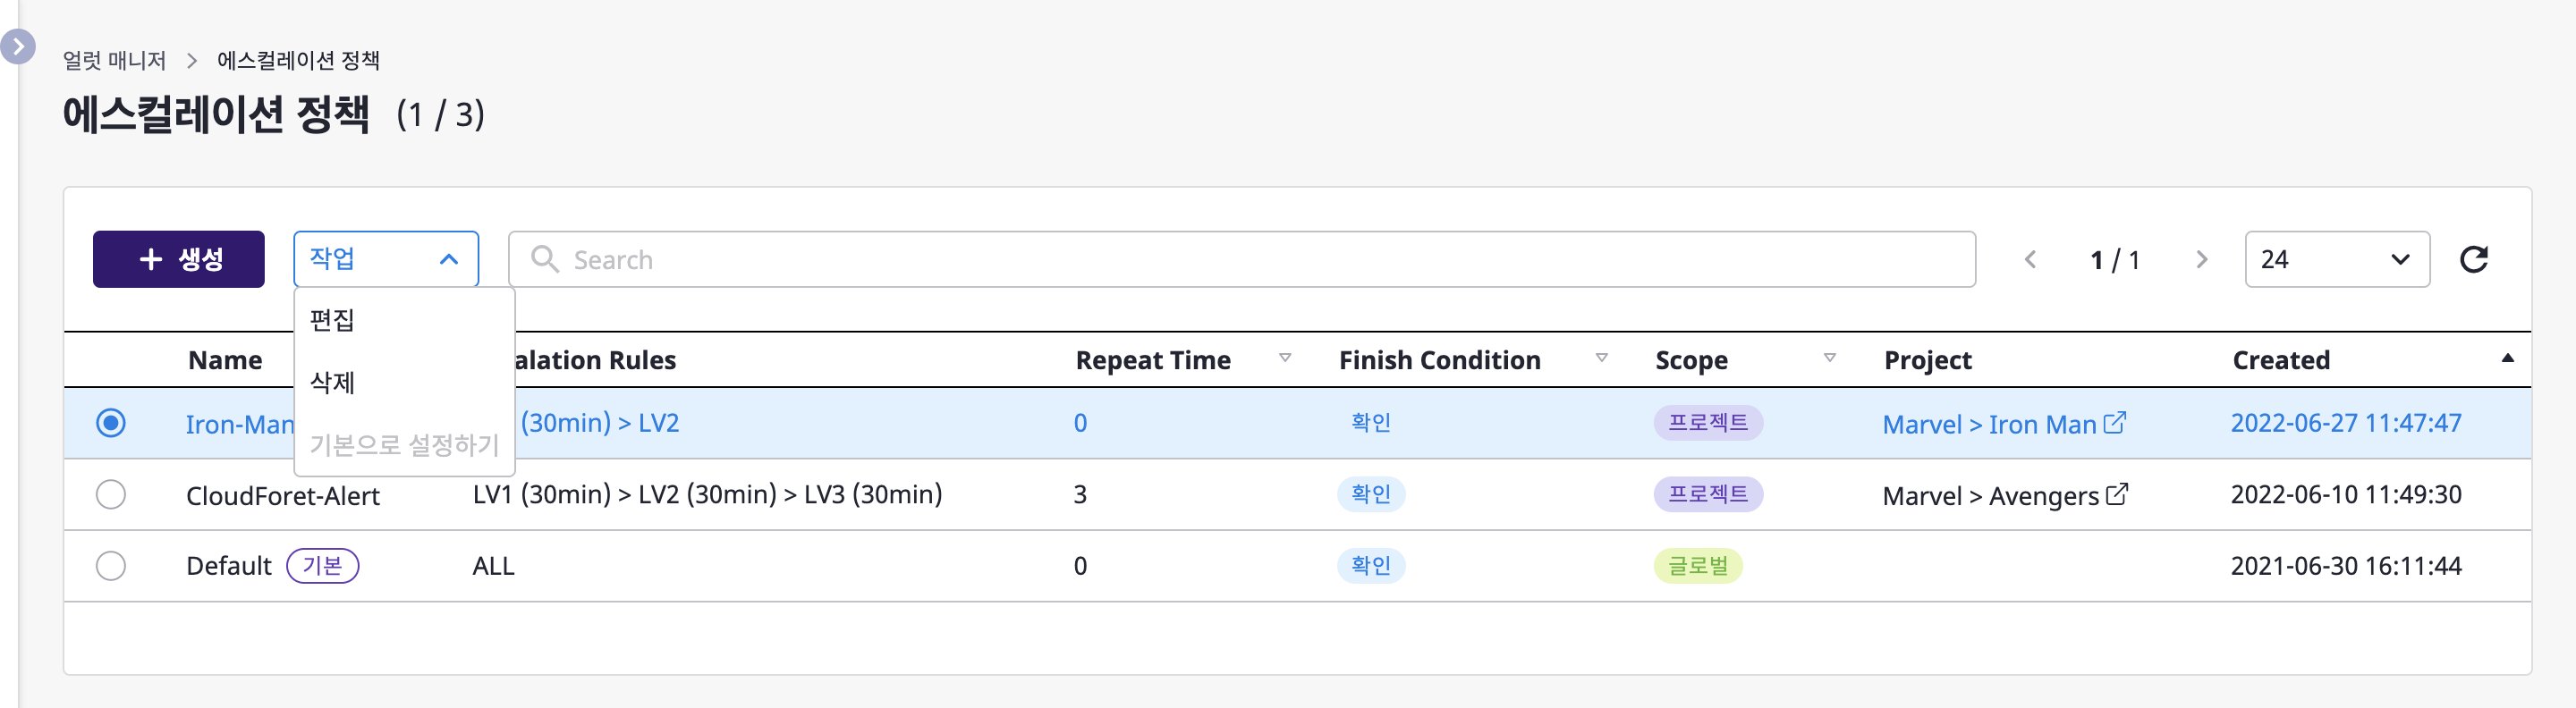 얼럿 매니저 > 에스컬레이션 정책
에스컬레이션 정책 (1 / 3)
+ 생성 작업 Search 1 / 1 24
편집
삭제
기본으로 설정하기
Name alation Rules Repeat Time Finish Condition Scope Project Created
Iron-Man (30min) > LV2 0 확인 프로젝트 Marvel > Iron Man 2022-06-27 11:47:47
CloudForet-Alert LV1 (30min) > LV2 (30min) > LV3 (30min) 3 확인 프로젝트 Marvel > Avengers 2022-06-10 11:49:30
Default 기본 ALL 0 확인 글로벌 2021-06-30 16:11:44